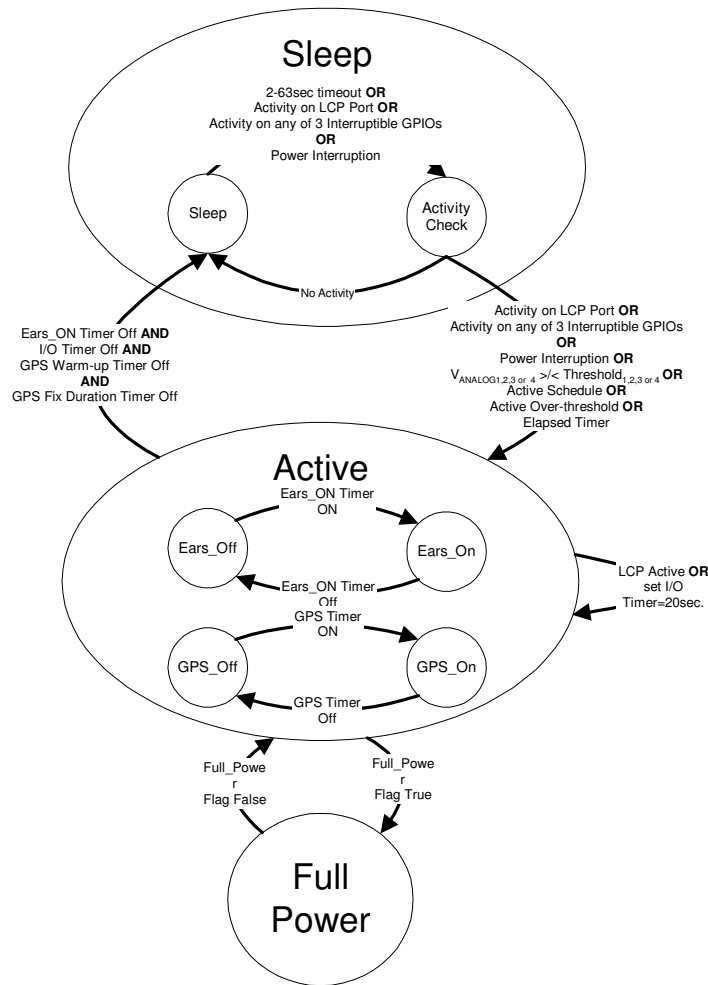 Sleep
2-63sec timeout OR
Activity on LCP Port OR
Activity on any of 3 Interruptible GPIOs
OR
Power Interruption
Sleep
Activity
Check
No Activity
Ears_ON Timer Off AND
I/O Timer Off AND
GPS Warm-up Timer Off
AND
GPS Fix Duration Timer Off
Activity on LCP Port OR
Activity on any of 3 Interruptible GPIOs
OR
Power Interruption OR
VANALOG1,2,3 or 4 >/< Threshold1,2,3 or 4 OR
Active Schedule OR
Active Over-threshold OR
Elapsed Timer
Active
Ears_ON Timer
ON
Ears_Off
Ears_On
Ears_ON Timer
Off
GPS Timer
ON
GPS_Off
GPS_On
GPS Timer
Off
LCP Active OR
set I/O
Timer=20sec.
Full_Powe
r
Flag False
Full_Powe
r
Flag True
Full
Power